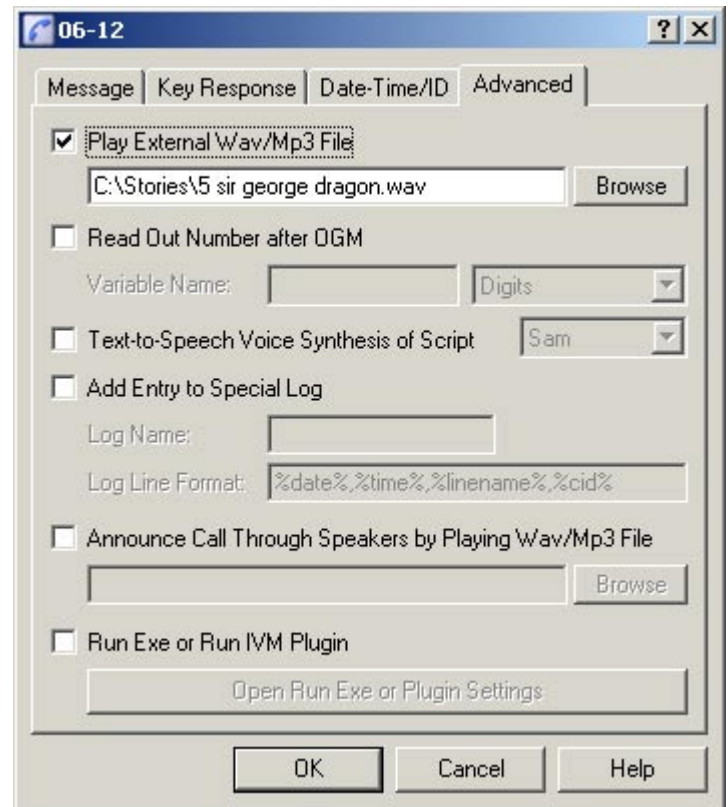 06-12
Message Key Response Date-Time/ID Advanced
Play External Wav/Mp3 File
C:\Stories\5 sir george dragon.wav Browse
Read Out Number after OGM
Variable Name: Digits
Text-to-Speech Voice Synthesis of Script Sam
Add Entry to Special Log
Log Name:
Log Line Format: %date%,%time%,%linename%,%cid%
Announce Call Through Speakers by Playing Wav/Mp3 File
Browse
Run Exe or Run IVM Plugin
Open Run Exe or Plugin Settings
OK Cancel Help